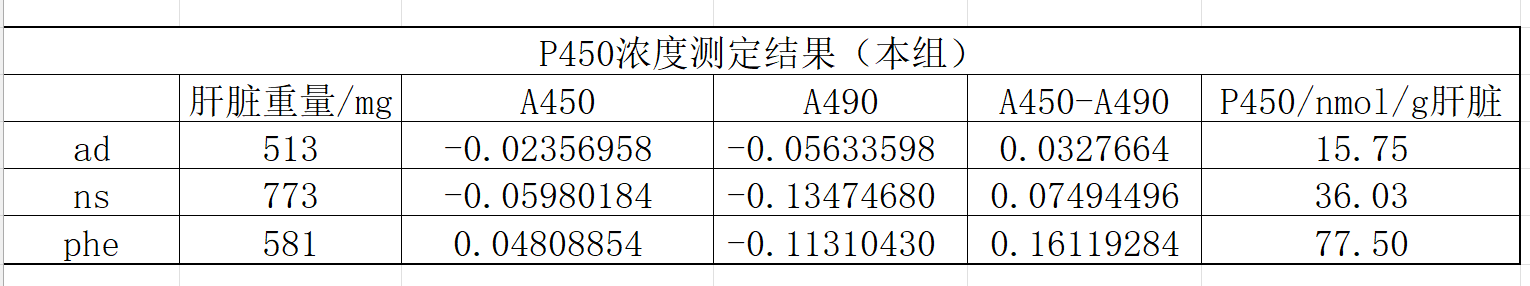 P450浓度测定结果（本组）
肝脏重量/mg A450 A490 A450-A490 P450/nmol/g肝脏
ad 513 -0.02356958 -0.05633598 0.0327664 15.75
ns 773 -0.05980184 -0.13474680 0.07494496 36.03
phe 581 0.04808854 -0.11310430 0.16119284 77.50